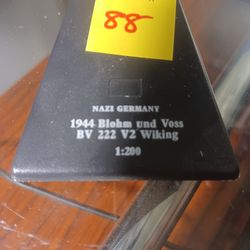 88
NAZI GERMANY
1944 Blohm und Voss
BV 222 V2 Wiking
1:200